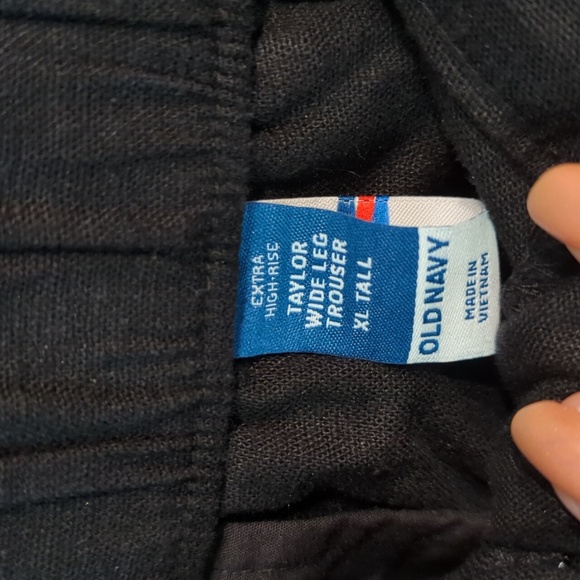 EXTRA
HIGH-RISE
TAYLOR
WIDE LEG
TROUSER
XL TALL
OLD NAVY
MADE IN
VIETNAM